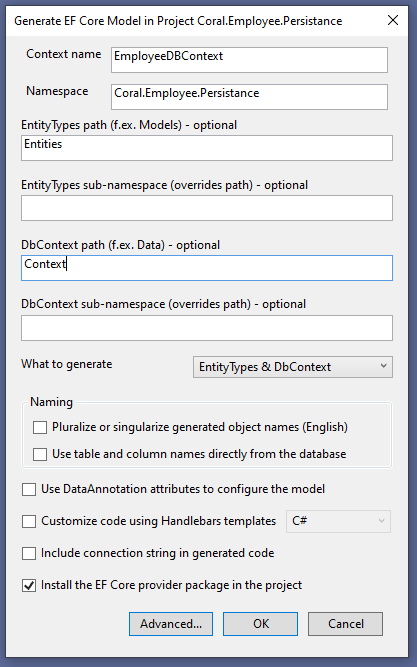 Generate EF Core Model in Project Coral.Employee.Persistance
Context name
EmployeeDBContext
Namespace
Coral.Employee.Persistance
EntityTypes path (f.ex. Models) - optional
Entities
EntityTypes sub-namespace (overrides path) - optional
DbContext path (f.ex. Data) - optional
Context
DbContext sub-namespace (overrides path) - optional
What to generate
EntityTypes & DbContext
Naming
Pluralize or singularize generated object names (English)
Use table and column names directly from the database
Use DataAnnotation attributes to configure the model
Customize code using Handlebars templates
C#
Include connection string in generated code
Install the EF Core provider package in the project
Advanced...
OK
Cancel